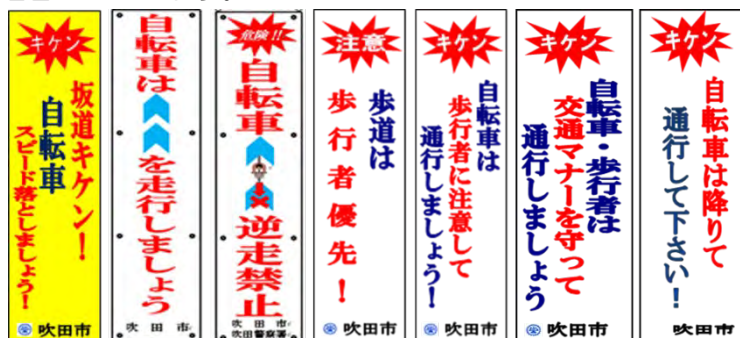 キケン
坂道キケン！
自転車
スピード落としましょう！
吹田市
自転車は
を走行しましょう
吹田市
危険!!
自転車
逆走禁止
吹田市
吹田警察署
注意
歩道は
歩行者優先！
吹田市
キケン
自転車は
歩行者に注意して
通行しましょう！
吹田市
キケン
自転車・歩行者は
交通マナーを守って
通行しましょう
吹田市
キケン
自転車は降りて
通行して下さい！
吹田市